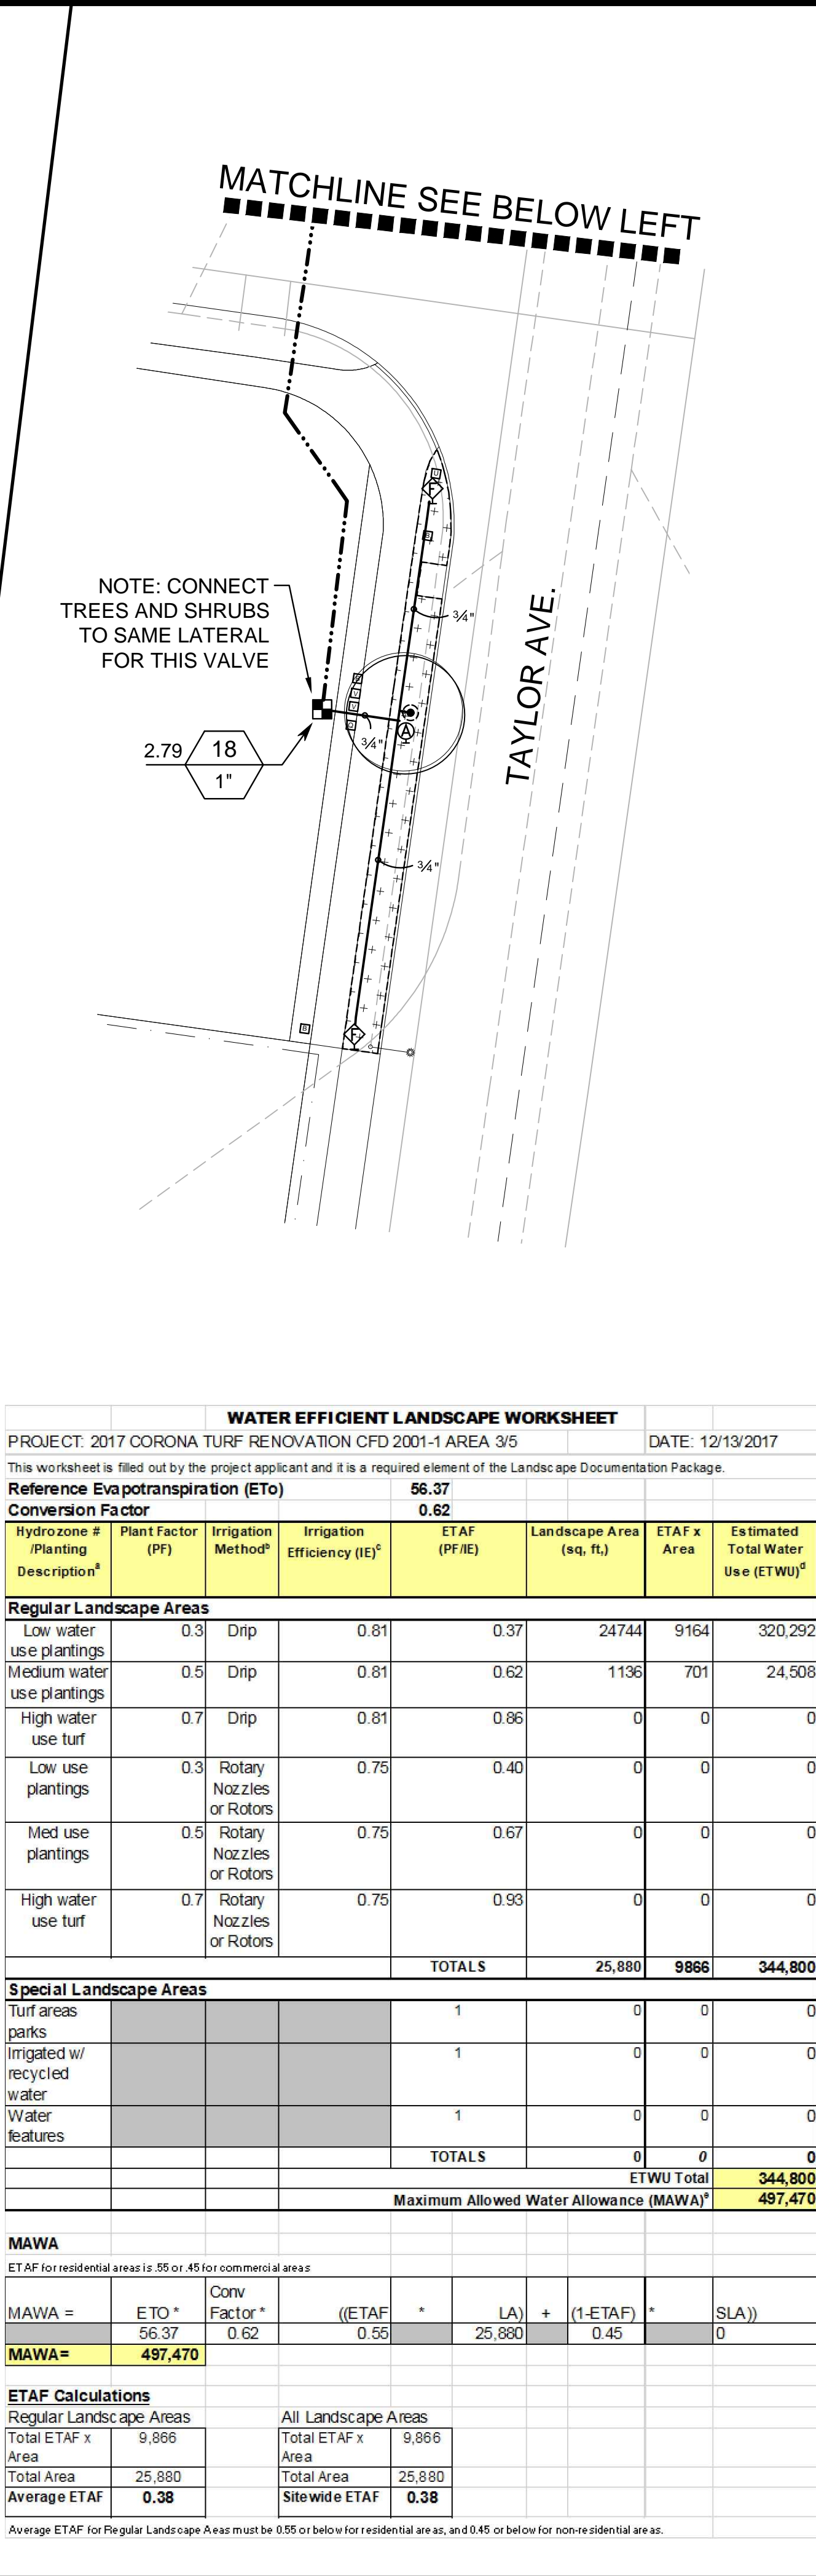 MATCHLINE SEE BELOW LEFT
U
F
B
NOTE: CONNECT
TREES AND SHRUBS
TO SAME LATERAL
FOR THIS VALVE
3/4"
TAYLOR AVE.
V
V
A
3/4"
2.79
18
1"
3/4"
B
F
WATER EFFICIENT LANDSCAPE WORKSHEET
PROJECT: 2017 CORONA TURF RENOVATION CFD 2001-1 AREA 3/5 DATE: 12/13/2017
This worksheet is filled out by the project applicant and it is a required element of the Landscape Documentation Package.
Reference Evapotranspiration (ETo) 56.37
Conversion Factor 0.62
Hydrozone # Plant Factor Irrigation Irrigation ETAF Landscape Area ETAF x Estimated
/Planting (PF) Methodb Efficiency (IE)c (PF/IE) (sq, ft,) Area Total Water
Descriptiona Use (ETWU)d
Regular Landscape Areas
Low water 0.3 Drip 0.81 0.37 24744 9164 320,292
use plantings
Medium water 0.5 Drip 0.81 0.62 1136 701 24,508
use plantings
High water 0.7 Drip 0.81 0.86 0 0 0
use turf
Low use 0.3 Rotary 0.75 0.40 0 0 0
plantings Nozzles
or Rotors
Med use 0.5 Rotary 0.75 0.67 0 0 0
plantings Nozzles
or Rotors
High water 0.7 Rotary 0.75 0.93 0 0 0
use turf Nozzles
or Rotors
TOTALS 25,880 9866 344,800
Special Landscape Areas
Turf areas 1 0 0 0
parks
Irrigated w/ 1 0 0 0
recycled
water
Water 1 0 0 0
features
TOTALS 0 0 0
ETWU Total 344,800
Maximum Allowed Water Allowance (MAWA)e 497,470
MAWA
ETAF for residential areas is .55 or .45 for commercial areas
Conv
MAWA = ETO * Factor * ((ETAF * LA) + (1-ETAF) * SLA))
56.37 0.62 0.55 25,880 0.45 0
MAWA= 497,470
ETAF Calculations
Regular Landscape Areas All Landscape Areas
Total ETAF x 9,866 Total ETAF x 9,866
Area Area
Total Area 25,880 Total Area 25,880
Average ETAF 0.38 Sitewide ETAF 0.38
Average ETAF for Regular Landscape Aeas must be 0.55 or below for residential areas, and 0.45 or below for non-residential areas.